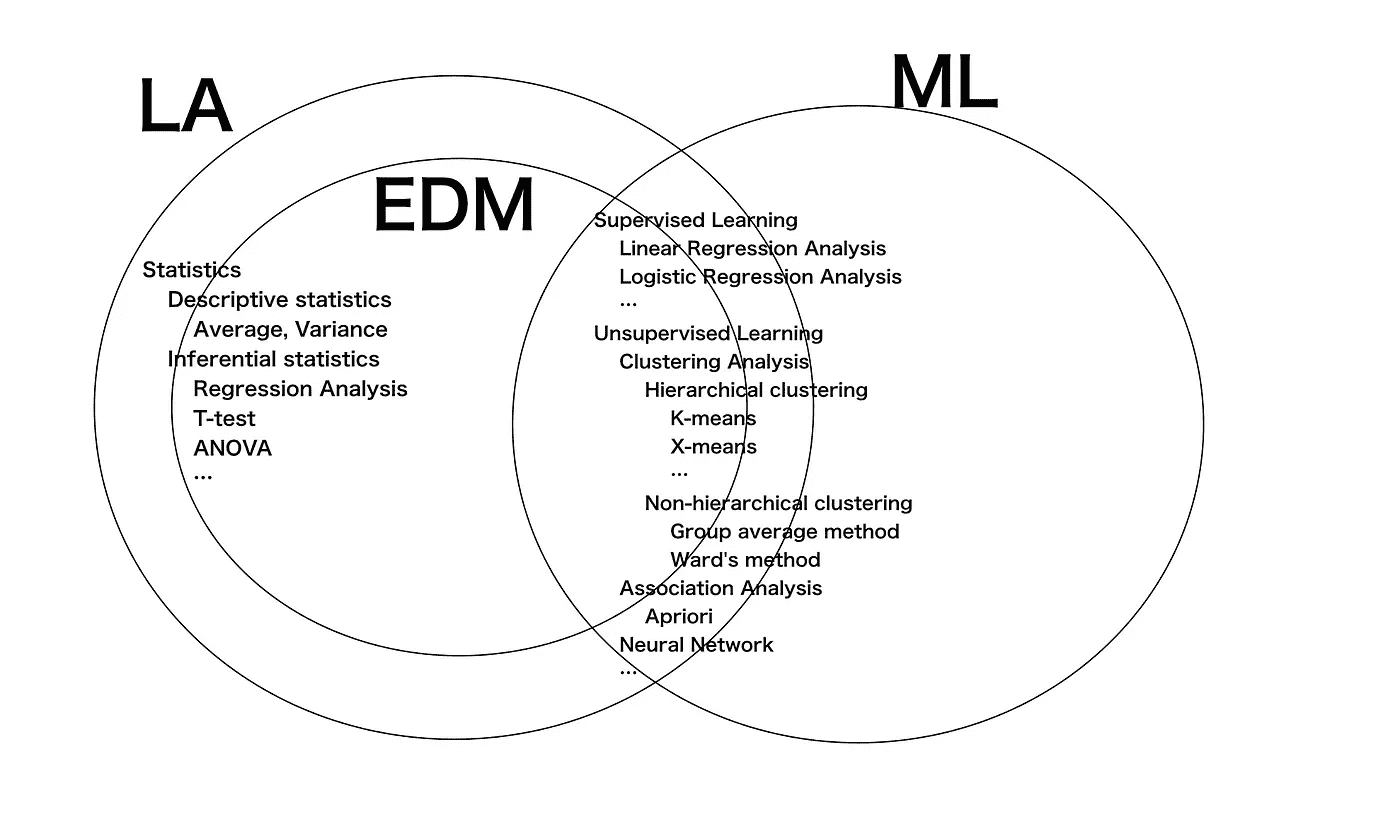 LA
ML
EDM
Statistics
Descriptive statistics
Average, Variance
Inferential statistics
Regression Analysis
T-test
ANOVA
...
Supervised Learning
Linear Regression Analysis
Logistic Regression Analysis
...
Unsupervised Learning
Clustering Analysis
Hierarchical clustering
K-means
X-means
...
Non-hierarchical clustering
Group average method
Ward's method
Association Analysis
Apriori
Neural Network
...